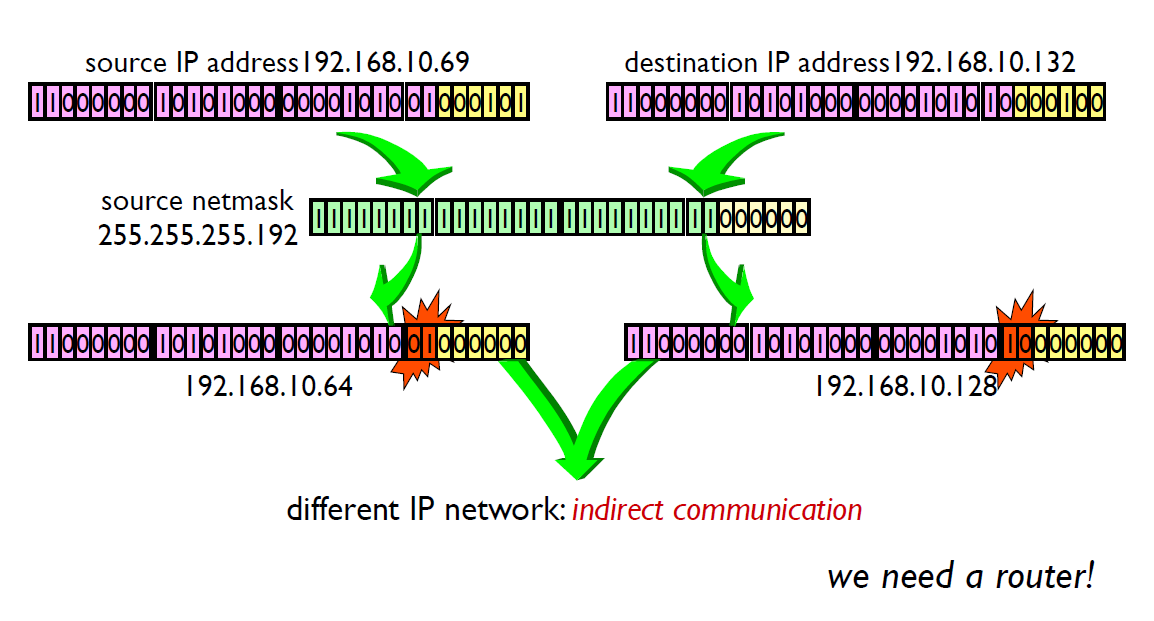 source IP address192.168.10.69
destination IP address192.168.10.132
11000000 10101000 00001010 01000101
11000000 10101000 00001010 10000100
source netmask
255.255.255.192
11111111 11111111 11111111 11000000
11000000 10101000 00001010 01000000
11000000 10101000 00001010 10000000
192.168.10.64
192.168.10.128
different IP network: indirect communication
we need a router!